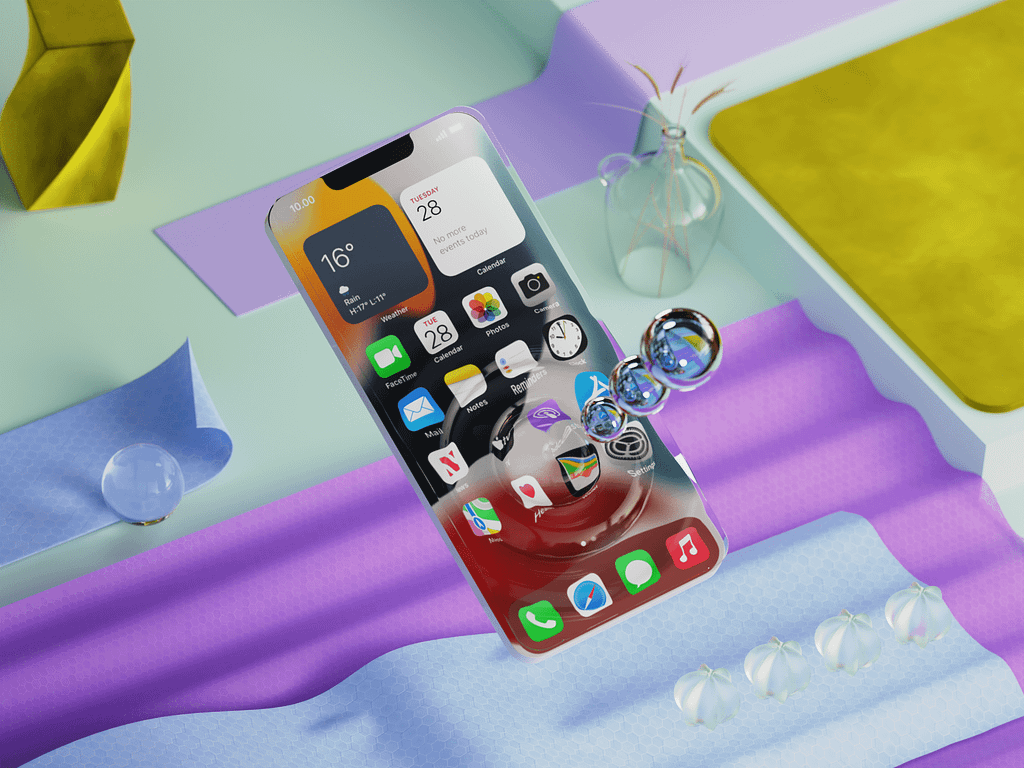 10.00
16°
Rain
H:17° L:11°
Weather
TUESDAY
28
No more
events today
Calendar
FaceTime
TUE
28
Calendar
Photos
Camera
Mail
Notes
Reminders